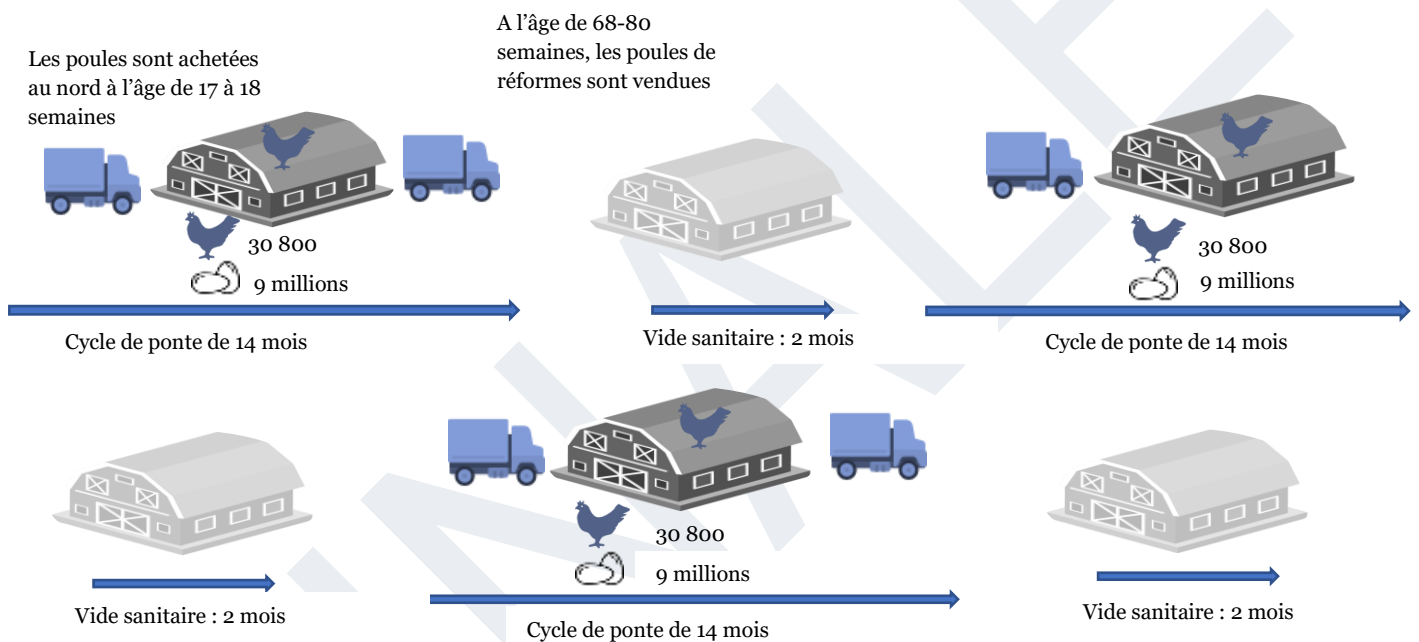 Les poules sont achetées
au nord à l'âge de 17 à 18
semaines
A l'âge de 68-80
semaines, les poules de
réformes sont vendues
30 800
9 millions
Cycle de ponte de 14 mois
Vide sanitaire : 2 mois
30 800
9 millions
Cycle de ponte de 14 mois
Vide sanitaire : 2 mois
30 800
9 millions
Cycle de ponte de 14 mois
Vide sanitaire : 2 mois